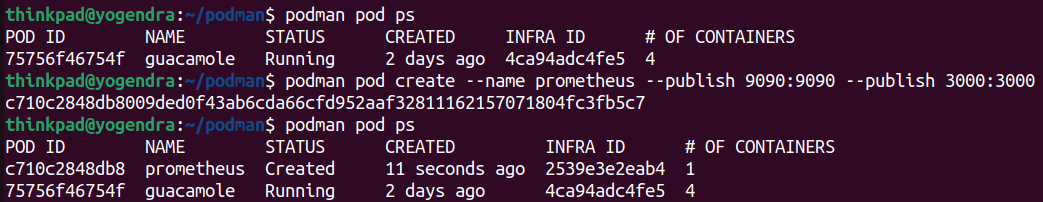 thinkpad@yogendra:~/podman$ podman pod ps
POD ID        NAME        STATUS      CREATED     INFRA ID      # OF CONTAINERS
75756f46754f  guacamole   Running     2 days ago  4ca94adc4fe5  4
thinkpad@yogendra:~/podman$ podman pod create --name prometheus --publish 9090:9090 --publish 3000:3000
c710c2848db8009ded0f43ab6cda66cfd952aaf32811162157071804fc3fb5c7
thinkpad@yogendra:~/podman$ podman pod ps
POD ID        NAME        STATUS      CREATED         INFRA ID      # OF CONTAINERS
c710c2848db8  prometheus  Created     11 seconds ago  2539e3e2eab4  1
75756f46754f  guacamole   Running     2 days ago      4ca94adc4fe5  4